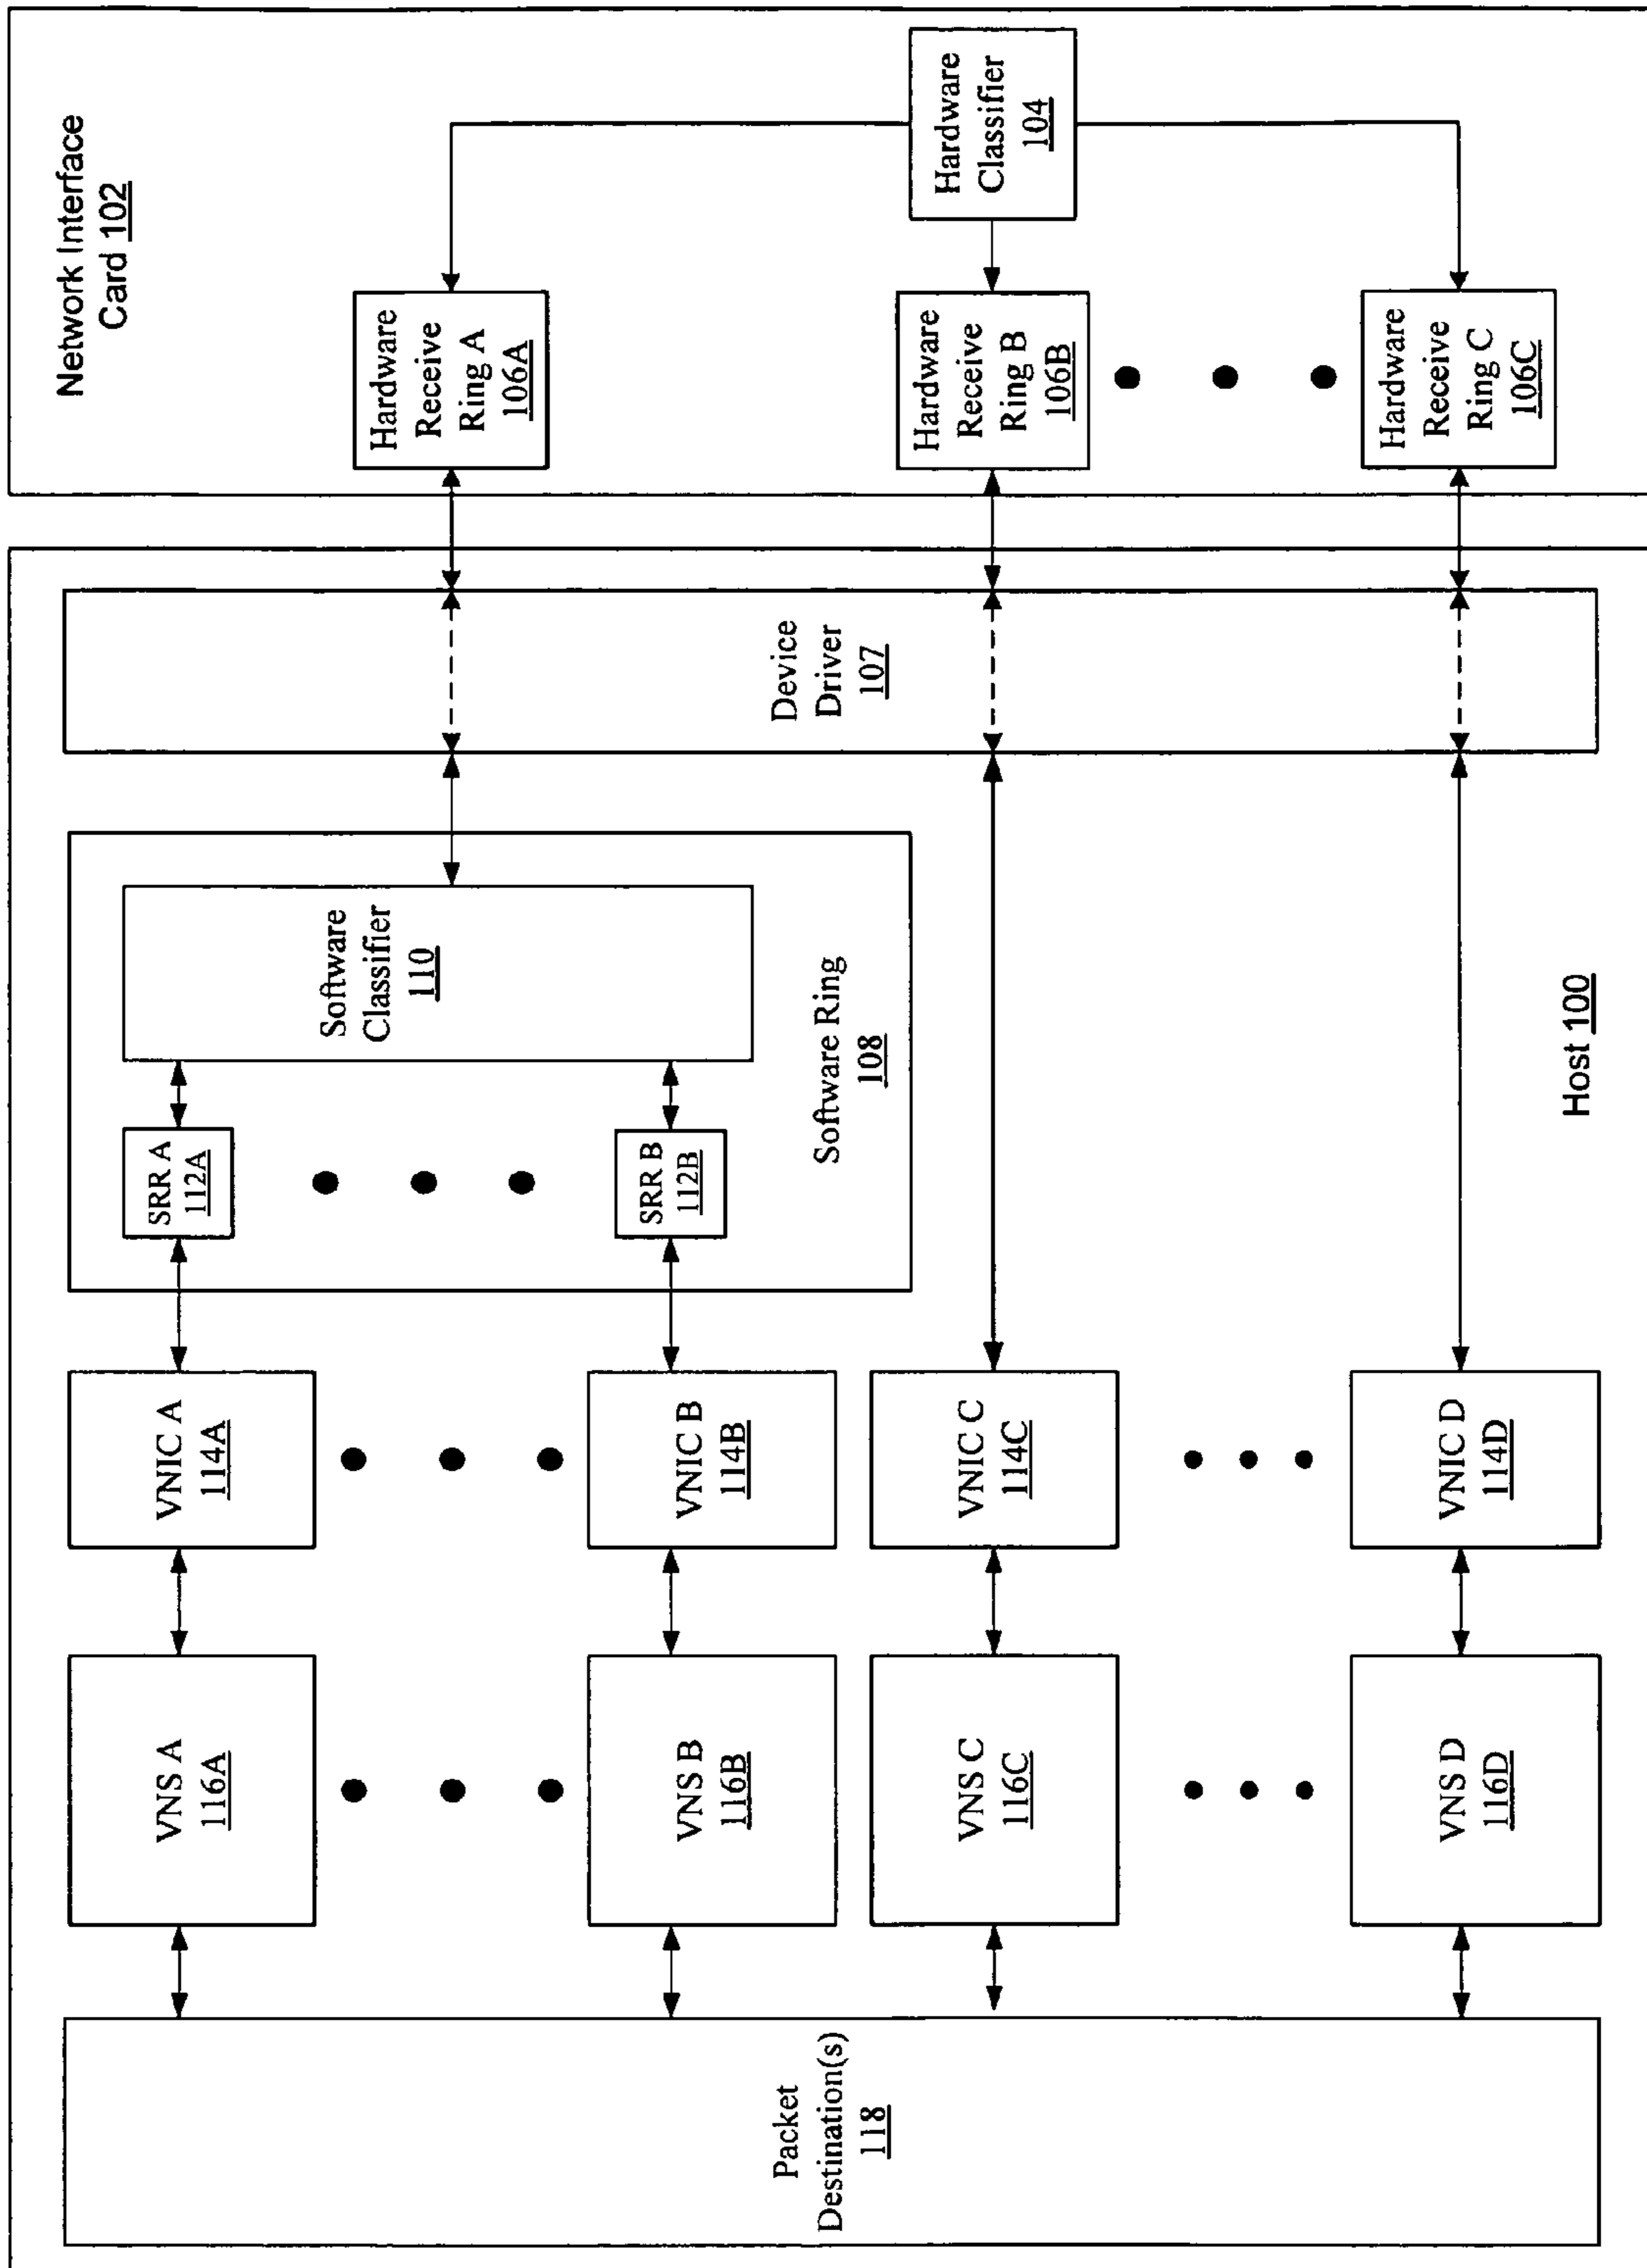 Packet
Destination(s)
118
VNS D
116D
VNS C
116C
VNS B
116B
VNS A
116A
VNIC D
114D
VNIC C
114C
VNIC B
114B
VNIC A
114A
SRR B
112B
SRR A
112A
Host 100
Software Ring
108
Software
Classifier
110
Device
Driver
107
Hardware
Receive
Ring C
106C
Hardware
Receive
Ring B
106B
Hardware
Receive
Ring A
106A
Network Interface
Card 102
Hardware
Classifier
104